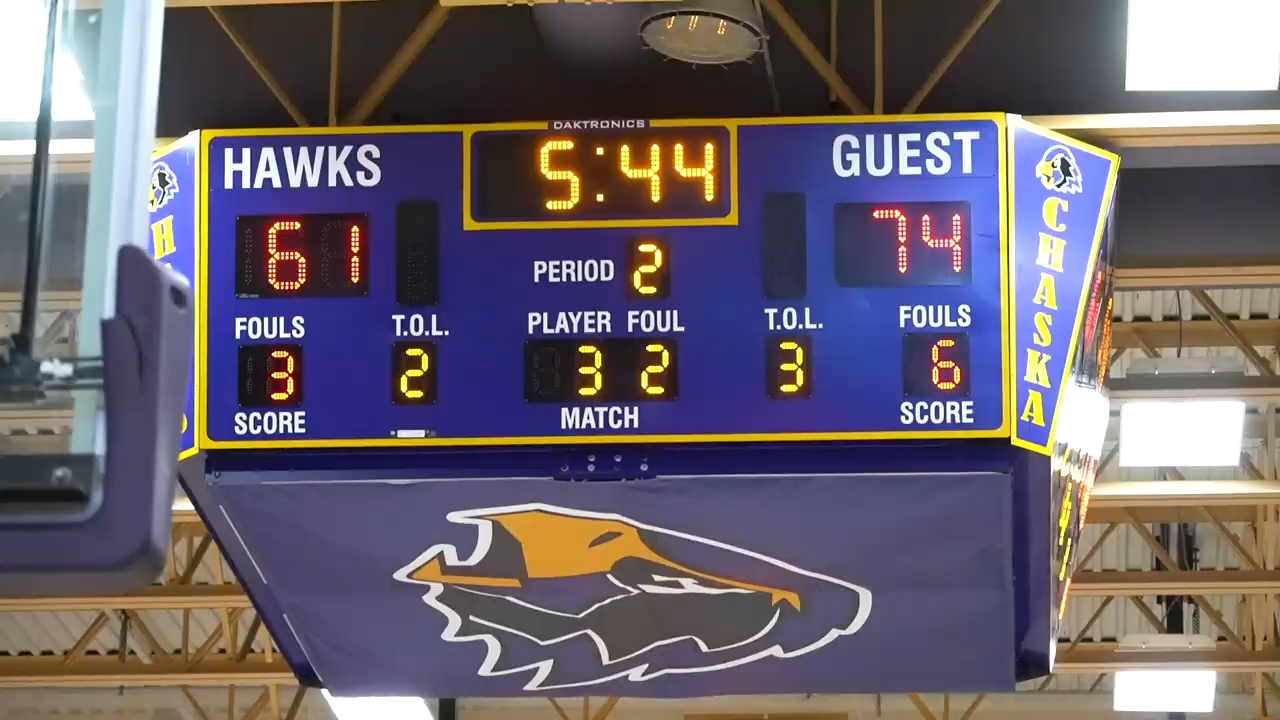 DAKTRONICS
HAWKS 5:44 GUEST
61 PERIOD 2 74
FOULS T.O.L. PLAYER FOUL T.O.L. FOULS
3 2 3 2 3 6
SCORE MATCH SCORE
CHASKA
H